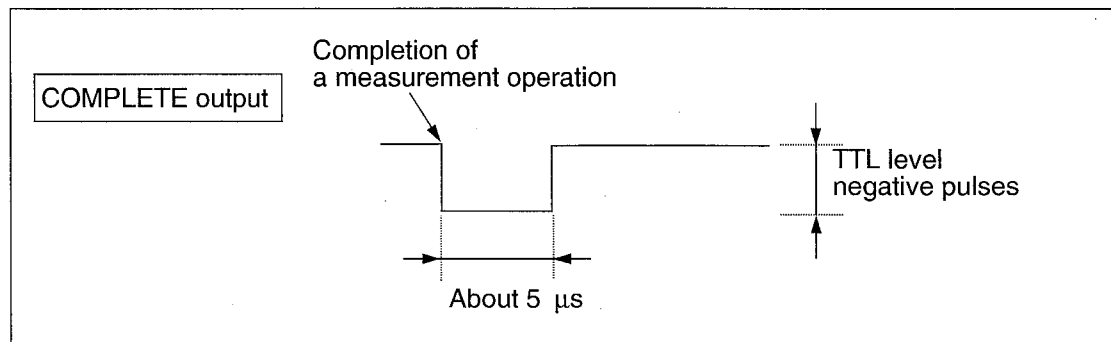 Completion of
a measurement operation
COMPLETE output
TTL level
negative pulses
About 5 μs